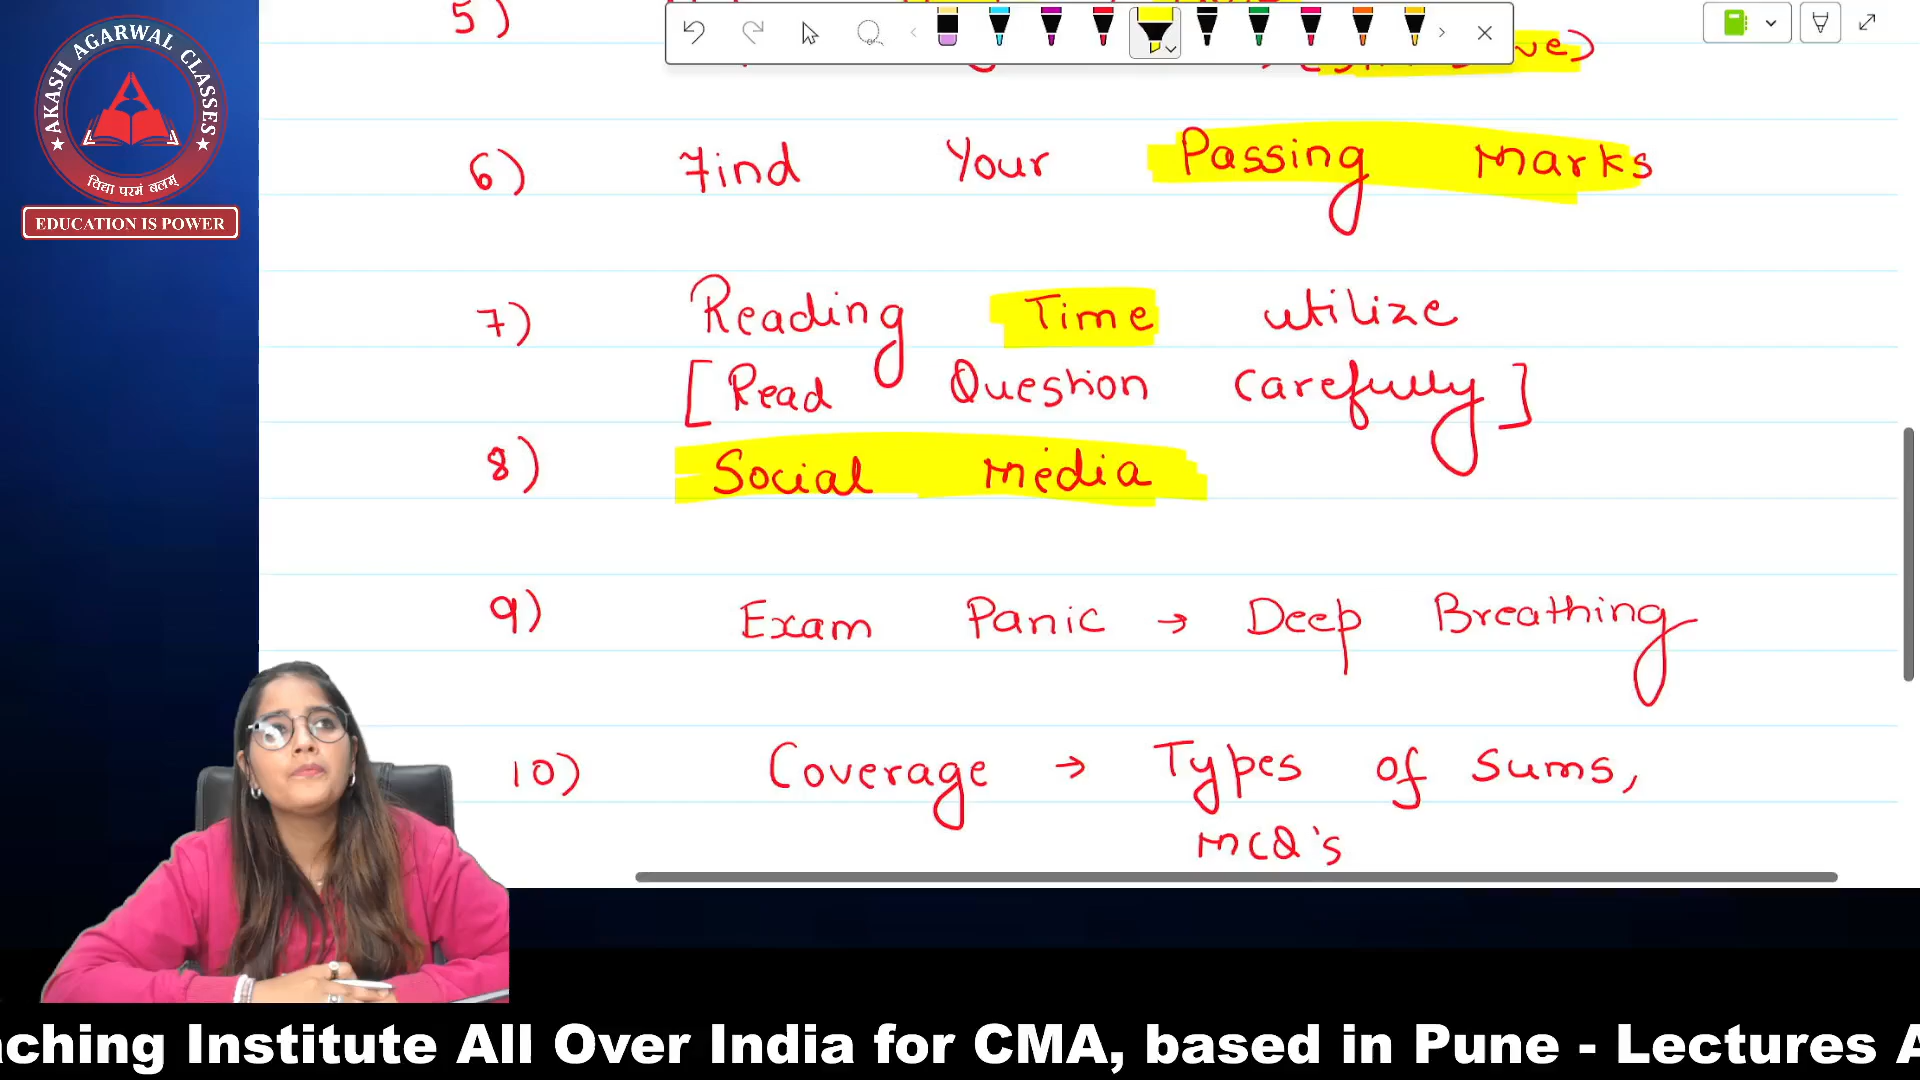 AKASH AGARWAL CLASSES
विद्या परमं बलम्
EDUCATION IS POWER
5)
6) Find Your Passing Marks
7) Reading Time utilize
[Read Question Carefully]
8) Social Media
9) Exam Panic → Deep Breathing
10) Coverage → Types of Sums,
MCQ's
aching Institute All Over India for CMA, based in Pune - Lectures A